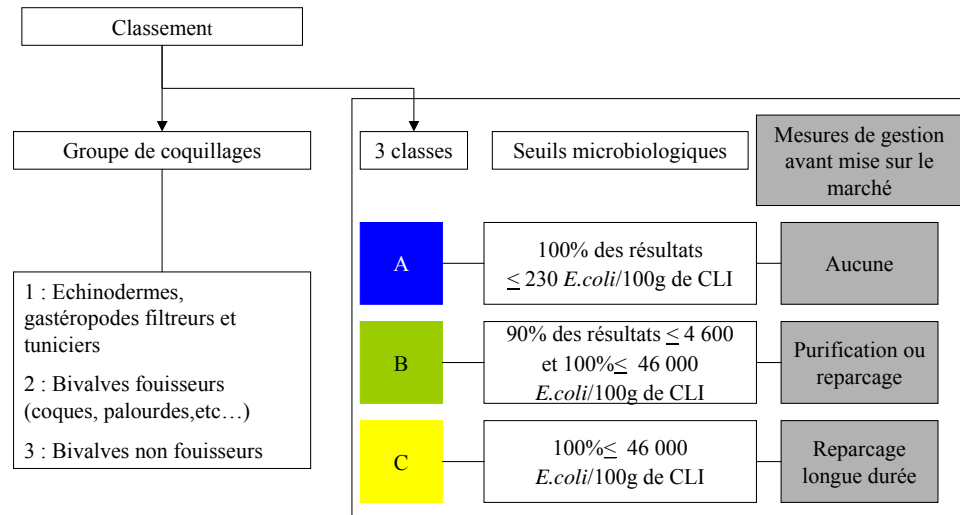 Classement
Groupe de coquillages
1 : Echinodermes,
gastéropodes filtreurs et
tuniciers
2 : Bivalves fouisseurs
(coques, palourdes,etc…)
3 : Bivalves non fouisseurs
3 classes
Seuils microbiologiques
Mesures de gestion
avant mise sur le
marché
A
100% des résultats
≤ 230 E.coli/100g de CLI
Aucune
B
90% des résultats ≤ 4 600
et 100%≤ 46 000
E.coli/100g de CLI
Purification ou
reparcage
C
100%≤ 46 000
E.coli/100g de CLI
Reparcage
longue durée